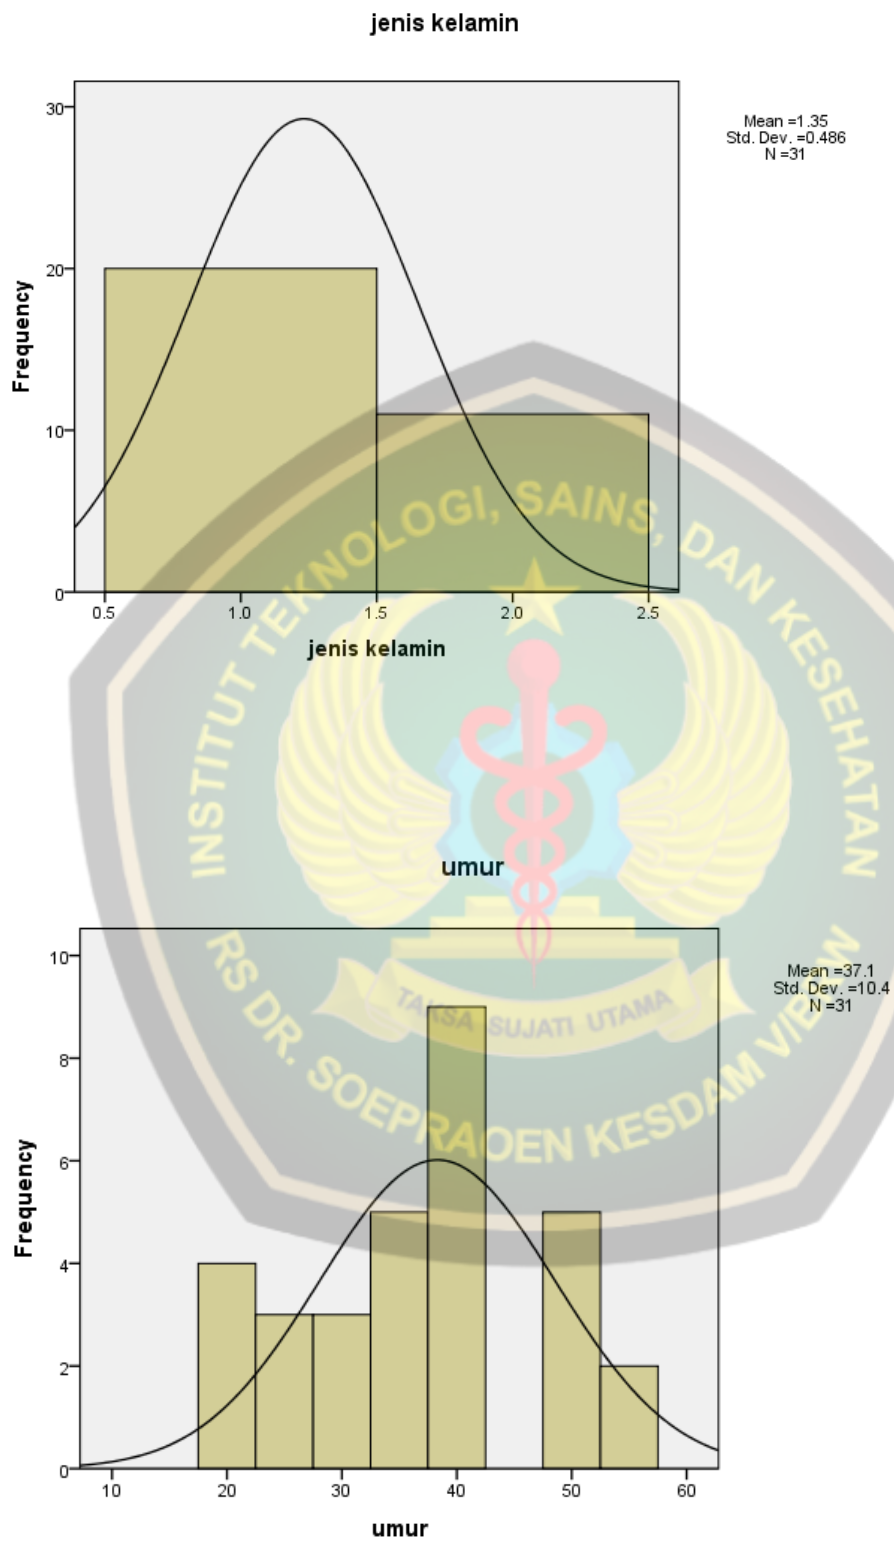 jenis kelamin
30
20
10
0
Frequency
0.5 1.0 1.5 2.0 2.5
jenis kelamin
Mean =1.35
Std. Dev. =0.486
N =31
INSTITUT TEKNOLOGI, SAINS, DAN KESEHATAN
RS DR. SOEPRAOEN KESDAM V/BRW
TAKSA SUJATI UTAMA
umur
10
8
6
4
2
0
Frequency
10 20 30 40 50 60
umur
Mean =37.1
Std. Dev. =10.4
N =31